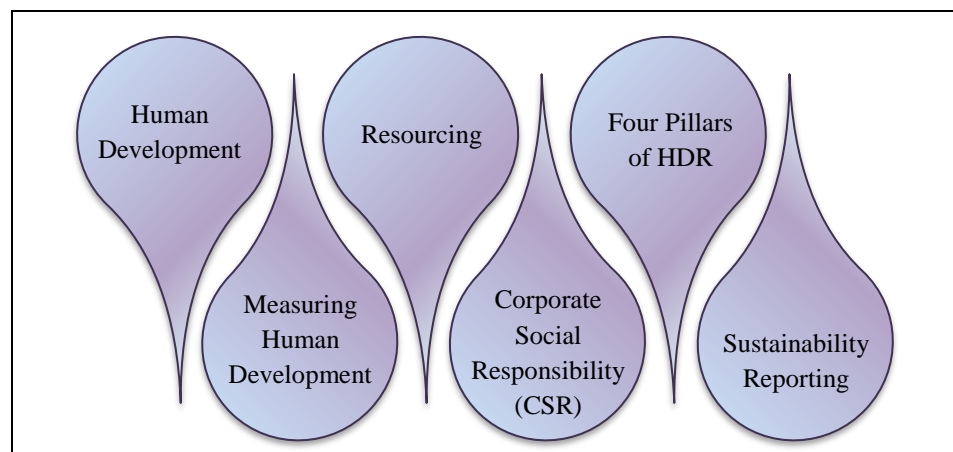 Human
Development
Measuring
Human
Development
Resourcing
Corporate
Social
Responsibility
(CSR)
Four Pillars
of HDR
Sustainability
Reporting